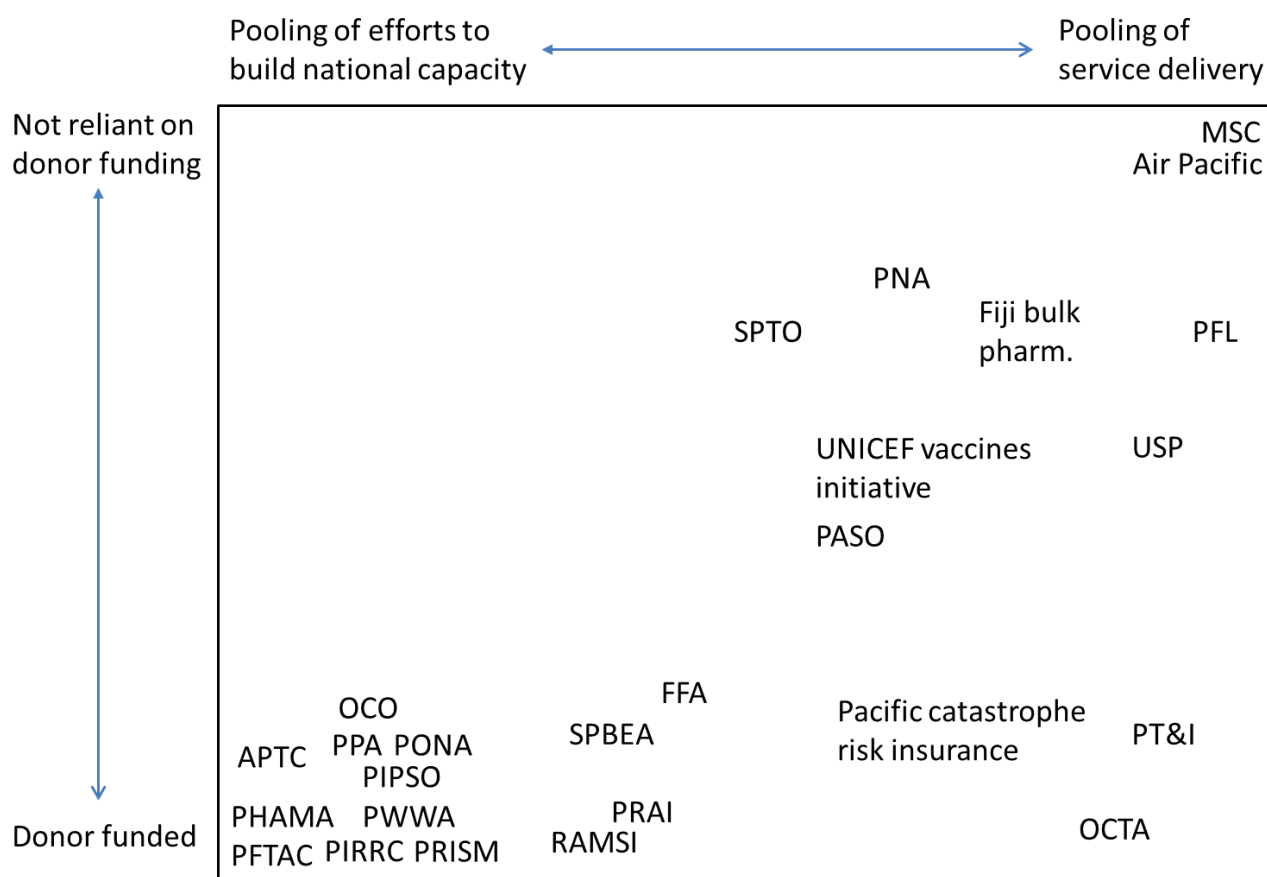 Pooling of efforts to
build national capacity
Pooling of
service delivery
Not reliant on
donor funding
MSC
Air Pacific
PNA
SPTO
Fiji bulk
pharm.
PFL
UNICEF vaccines
initiative
USP
PASO
FFA
OCO
SPBEA
Pacific catastrophe
risk insurance
PT&I
APTC
PPA PONA
PIPSO
PHAMA
PWWA
PRAI
Donor funded
OCTA
RAMSI
PFTAC
PIRRC PRISM